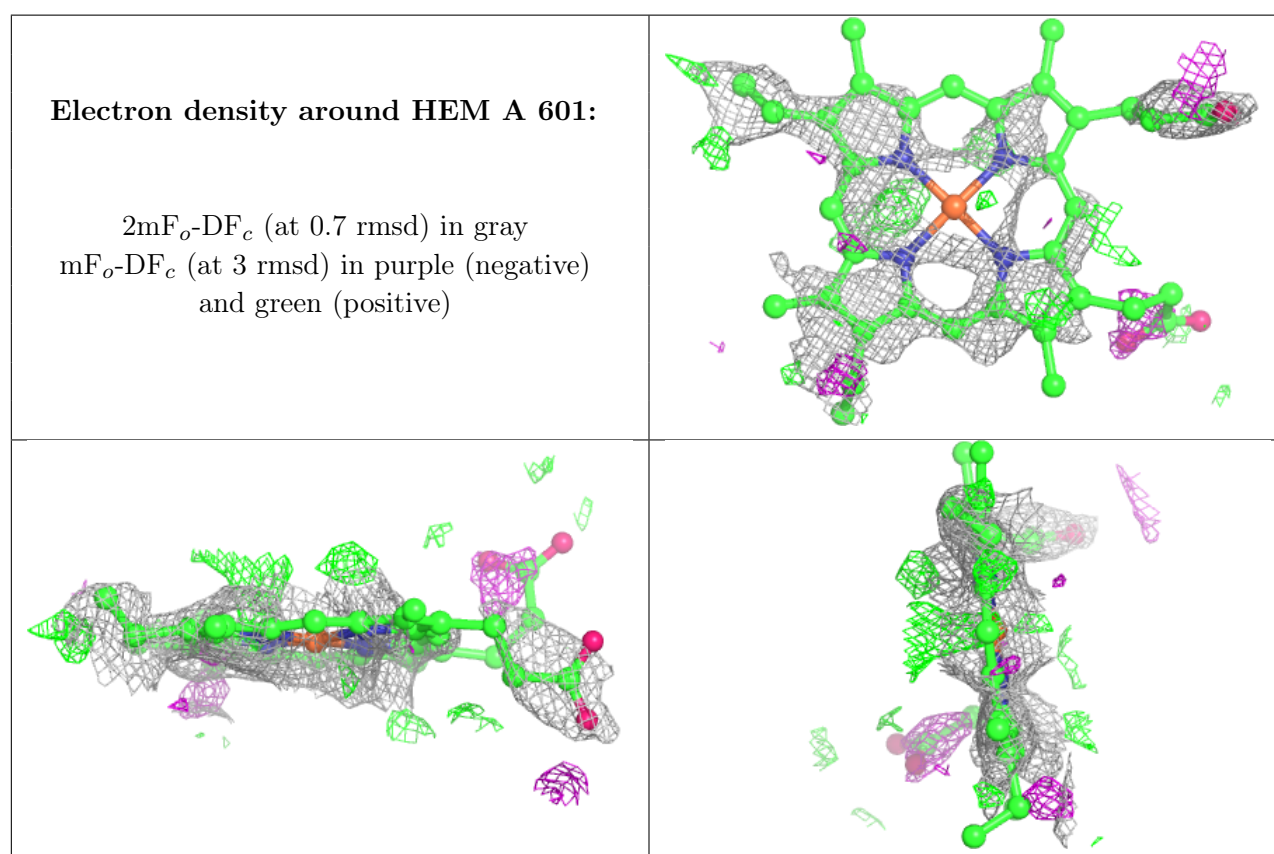 Electron density around HEM A 601:
2mFₒ-DF𝒸 (at 0.7 rmsd) in gray
mFₒ-DF𝒸 (at 3 rmsd) in purple (negative)
and green (positive)